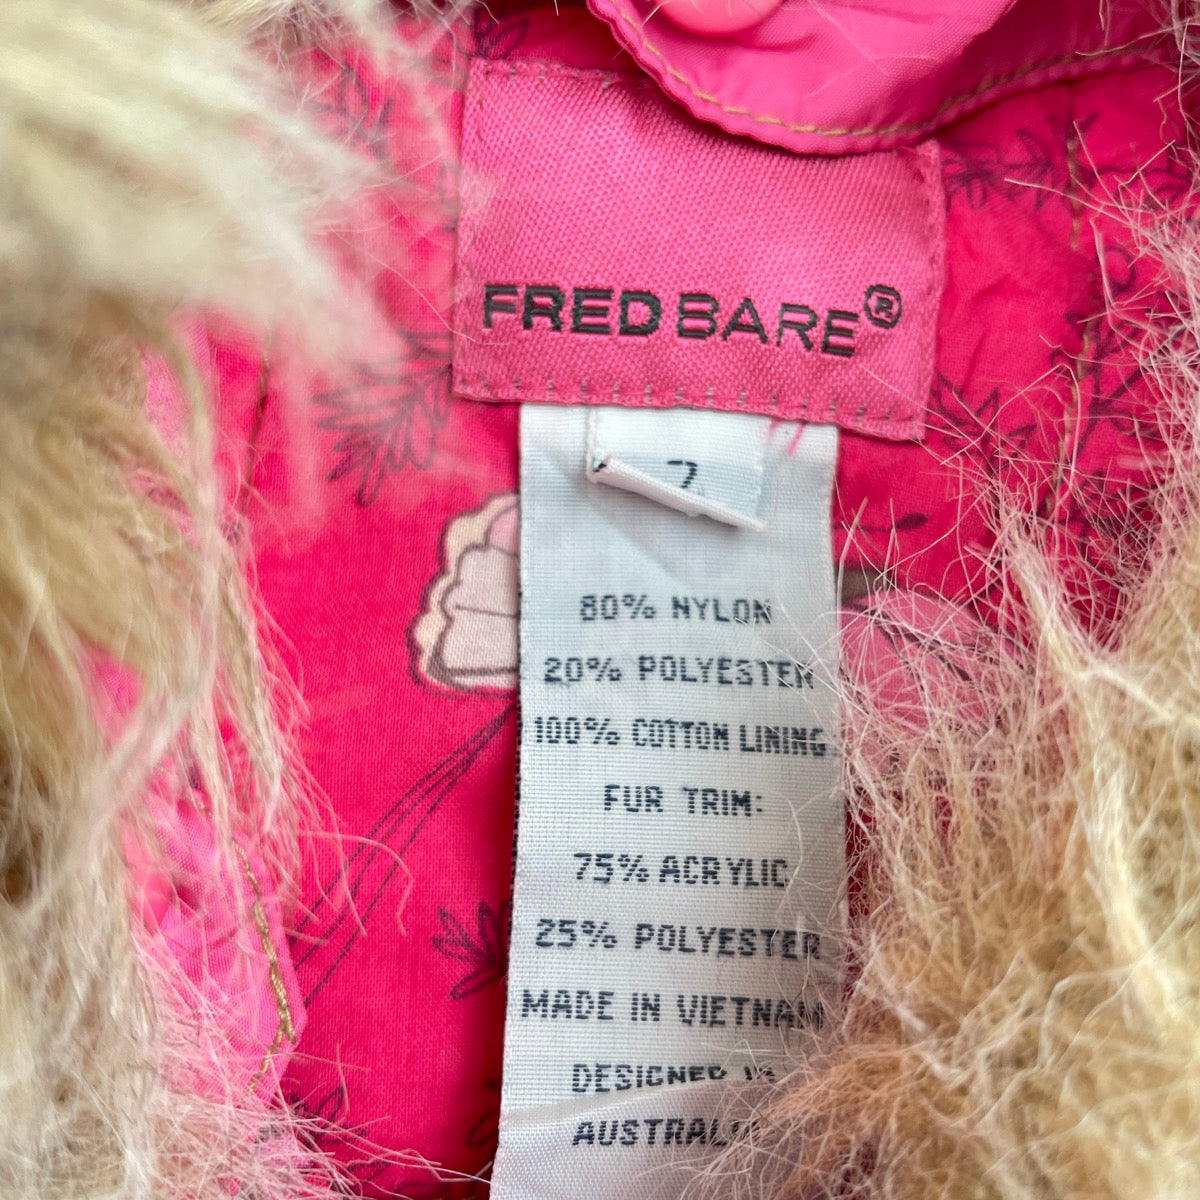 FRED BARE®
7
80% NYLON
20% POLYESTER
100% COTTON LINING
FUR TRIM:
75% ACRYLIC
25% POLYESTER
MADE IN VIETNAM
DESIGNED IN
AUSTRALIA